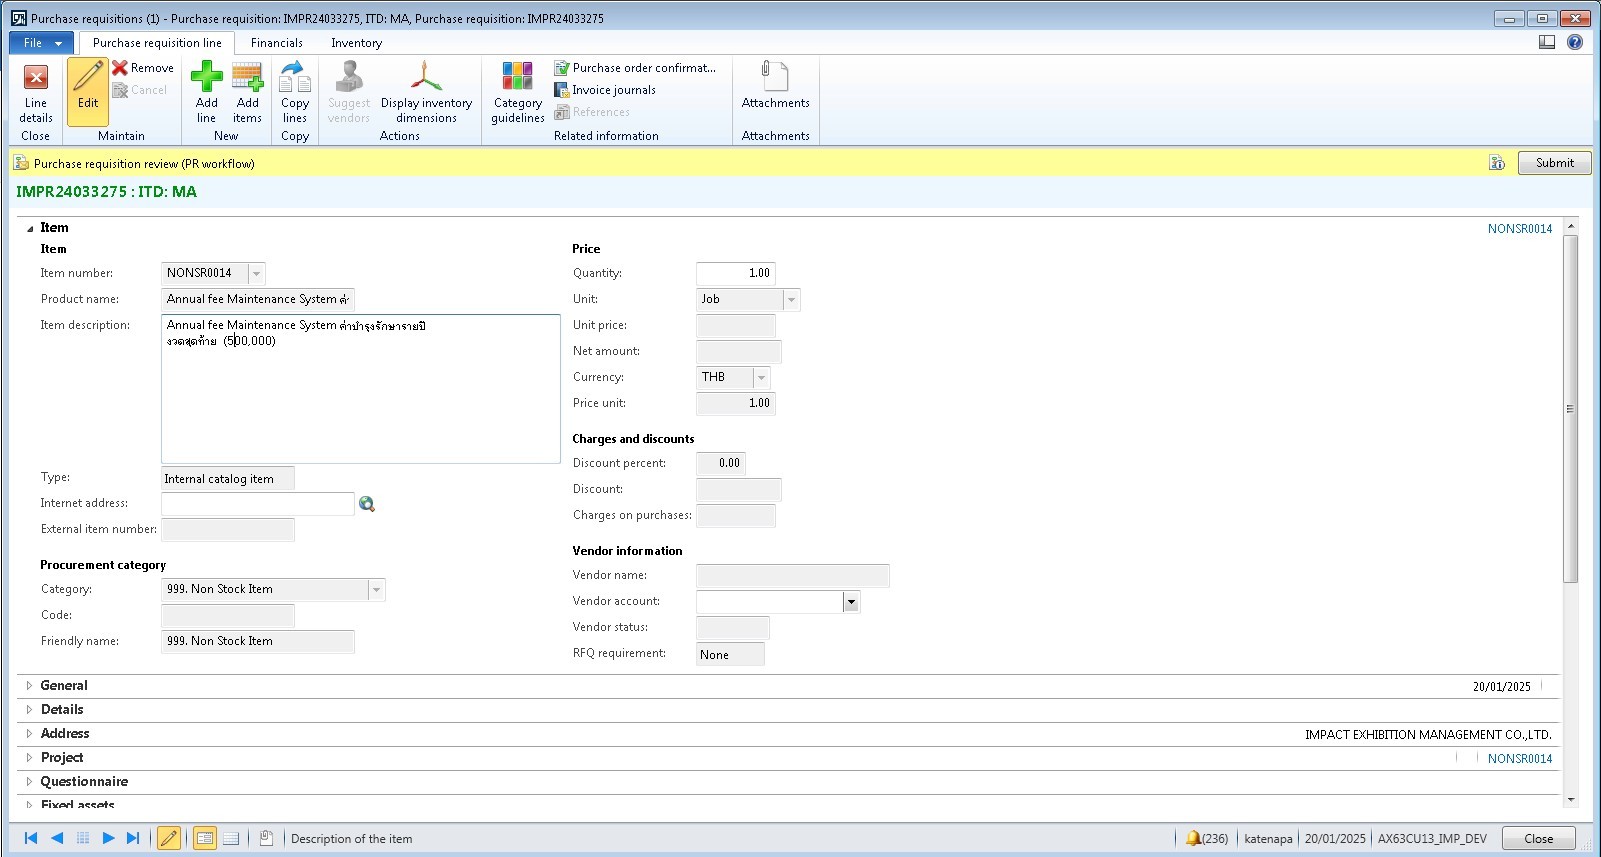 Purchase requisitions (1) - Purchase requisition: IMPR24033275, ITD: MA, Purchase requisition: IMPR24033275
File
Purchase requisition line
Financials
Inventory
Line details
Close
Edit
Remove
Cancel
Maintain
Add line
Add items
New
Copy lines
Copy
Suggest vendors
Display inventory dimensions
Actions
Category guidelines
Purchase order confirmat...
Invoice journals
References
Related information
Attachments
Attachments
Purchase requisition review (PR workflow)
Submit
IMPR24033275 : ITD: MA
Item
NONSR0014
Item
Item number: NONSR0014
Product name: Annual fee Maintenance System ค่
Item description: Annual fee Maintenance System ค่าบำรุงรักษารายปี
งวดสุดท้าย (500,000)
Type: Internal catalog item
Internet address:
External item number:
Procurement category
Category: 999. Non Stock Item
Code:
Friendly name: 999. Non Stock Item
Price
Quantity: 1.00
Unit: Job
Unit price:
Net amount:
Currency: THB
Price unit: 1.00
Charges and discounts
Discount percent: 0.00
Discount:
Charges on purchases:
Vendor information
Vendor name:
Vendor account:
Vendor status:
RFQ requirement: None
General 20/01/2025
Details
Address IMPACT EXHIBITION MANAGEMENT CO.,LTD.
Project NONSR0014
Questionnaire
Fixed assets
Description of the item
(236) katenapa 20/01/2025 AX63CU13_IMP_DEV Close